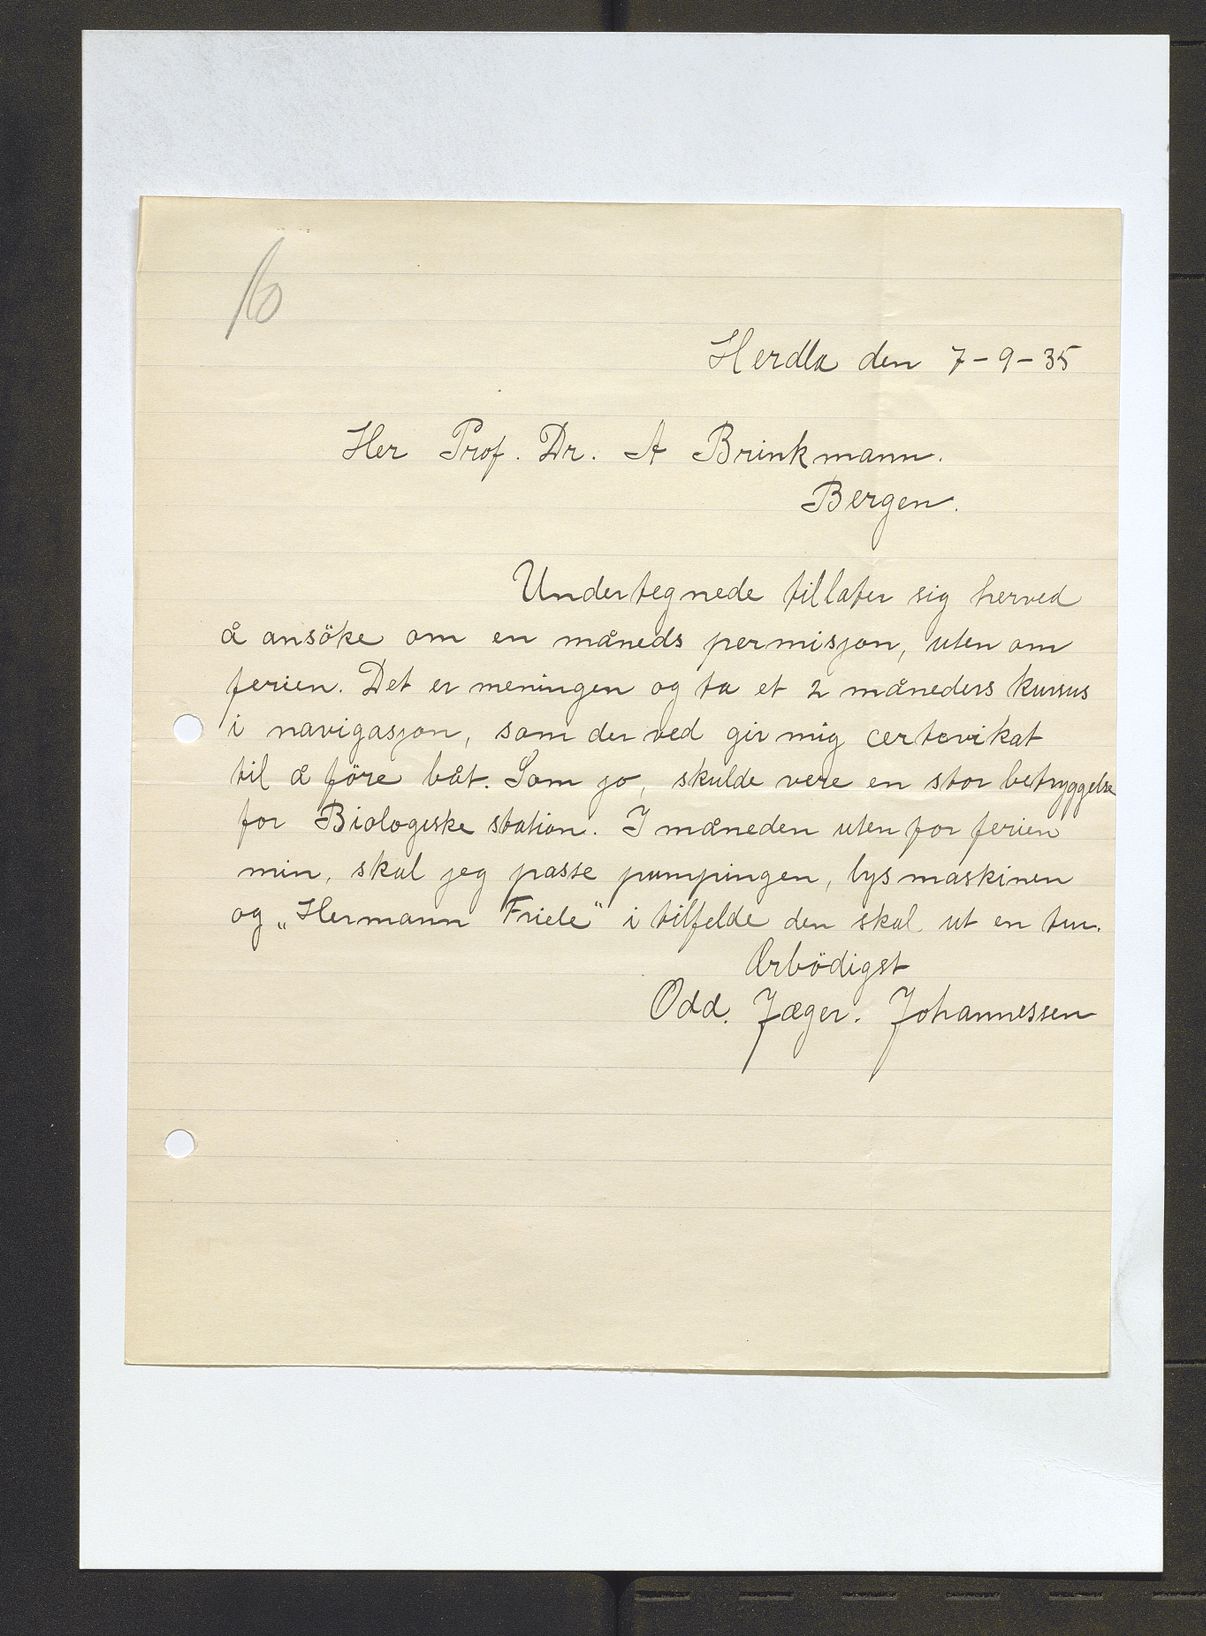 16
Herdla den 7-9-35
Her Prof. Dr. A Brinkmann.
Bergen.
Undertegnede tillater sig herved
å ansöke om en måneds permisjon, uten om
ferien. Det er meningen og ta et 2 måneders kursus
i navigasjon, som der ved gir mig certevikat
til å före båt. Som jo, skulde vere en stor betryggelse
for Biologiske station. I måneden uten for ferien
min, skal jeg passe pumpingen, lysmaskinen
og „Hermann Friele" i tilfelde den skal ut en tur.
Ærbödigst
Odd. Jæger. Johannessen